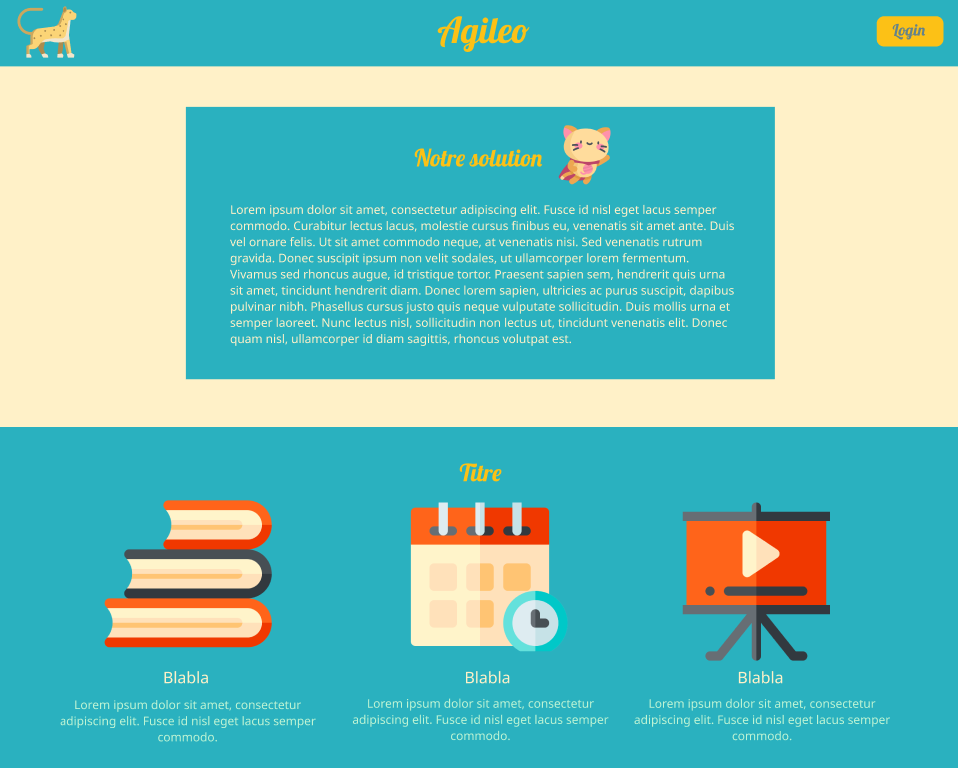 Agileo
Login
Notre solution
Lorem ipsum dolor sit amet, consectetur adipiscing elit. Fusce id nisl eget lacus semper
commodo. Curabitur lectus lacus, molestie cursus finibus eu, venenatis sit amet ante. Duis
vel ornare felis. Ut sit amet commodo neque, at venenatis nisi. Sed venenatis rutrum
gravida. Donec suscipit ipsum non velit sodales, ut ullamcorper lorem fermentum.
Vivamus sed rhoncus augue, id tristique tortor. Praesent sapien sem, hendrerit quis urna
sit amet, tincidunt hendrerit diam. Donec lorem sapien, ultricies ac purus suscipit, dapibus
pulvinar nibh. Phasellus cursus justo quis neque vulputate sollicitudin. Duis mollis urna et
semper laoreet. Nunc lectus nisl, sollicitudin non lectus ut, tincidunt venenatis elit. Donec
quam nisl, ullamcorper id diam sagittis, rhoncus volutpat est.
Titre
Blabla
Lorem ipsum dolor sit amet, consectetur
adipiscing elit. Fusce id nisl eget lacus semper
commodo.
Blabla
Lorem ipsum dolor sit amet, consectetur
adipiscing elit. Fusce id nisl eget lacus semper
commodo.
Blabla
Lorem ipsum dolor sit amet, consectetur
adipiscing elit. Fusce id nisl eget lacus semper
commodo.